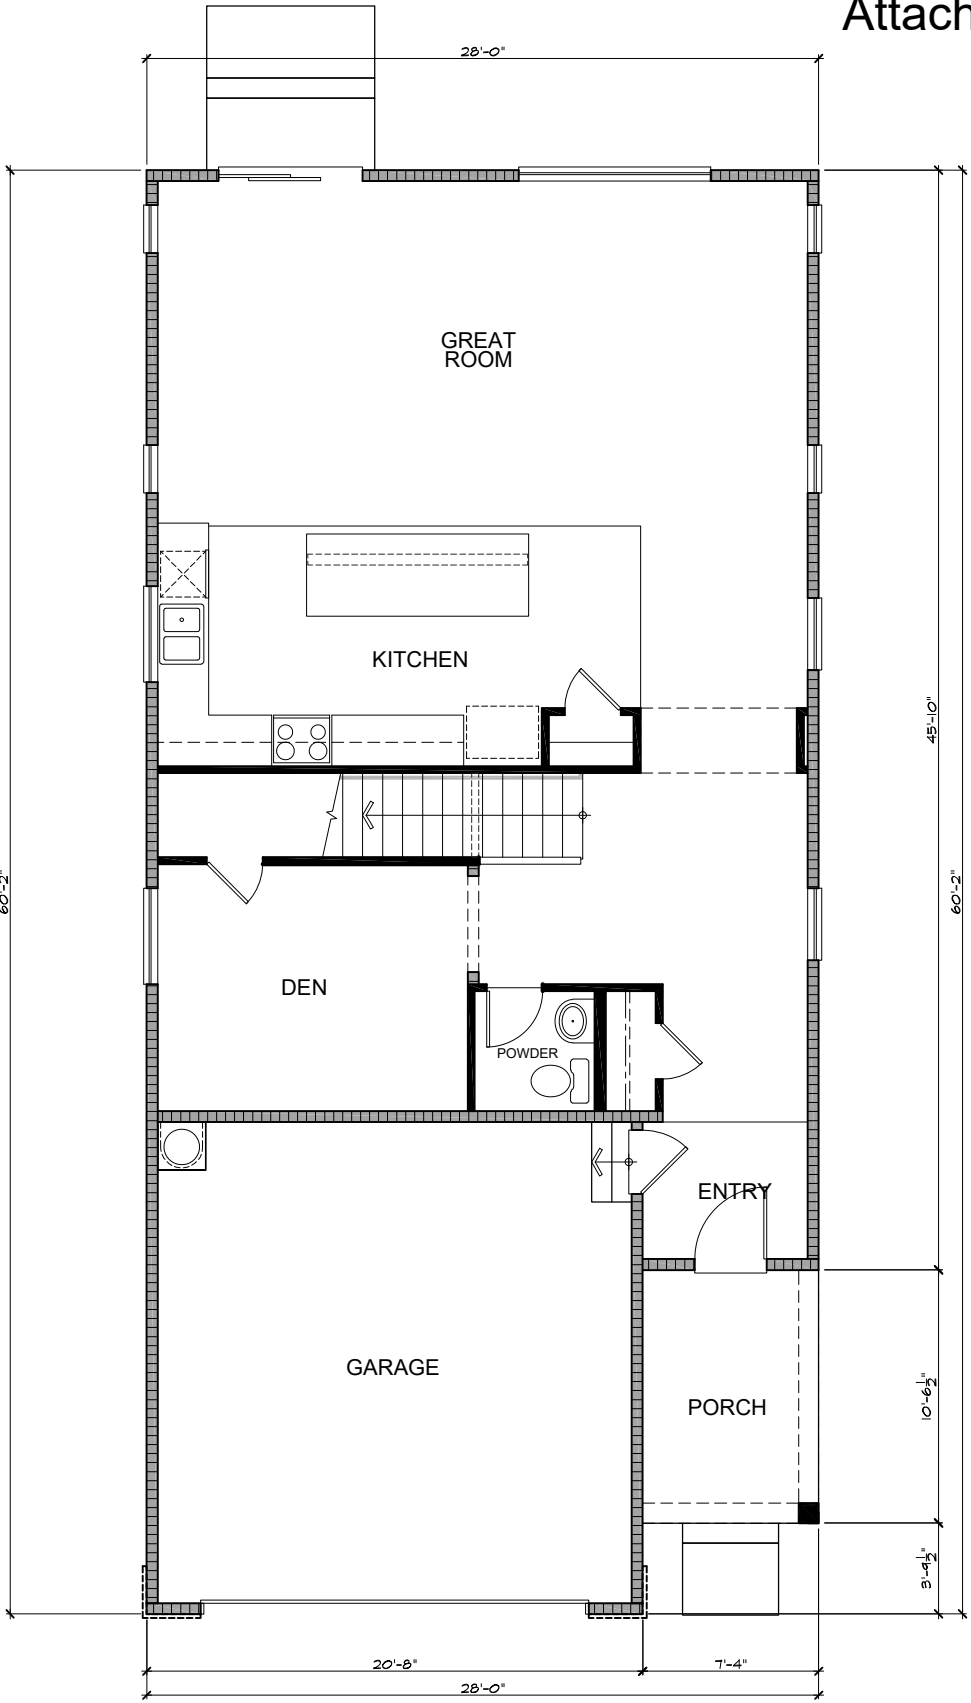 Attach
28'-0"
GREAT
ROOM
KITCHEN
45'-10"
60'-2"
60'-2"
DEN
POWDER
ENTRY
GARAGE
PORCH
10'-6½"
3'-9½"
20'-8"
7'-4"
28'-0"